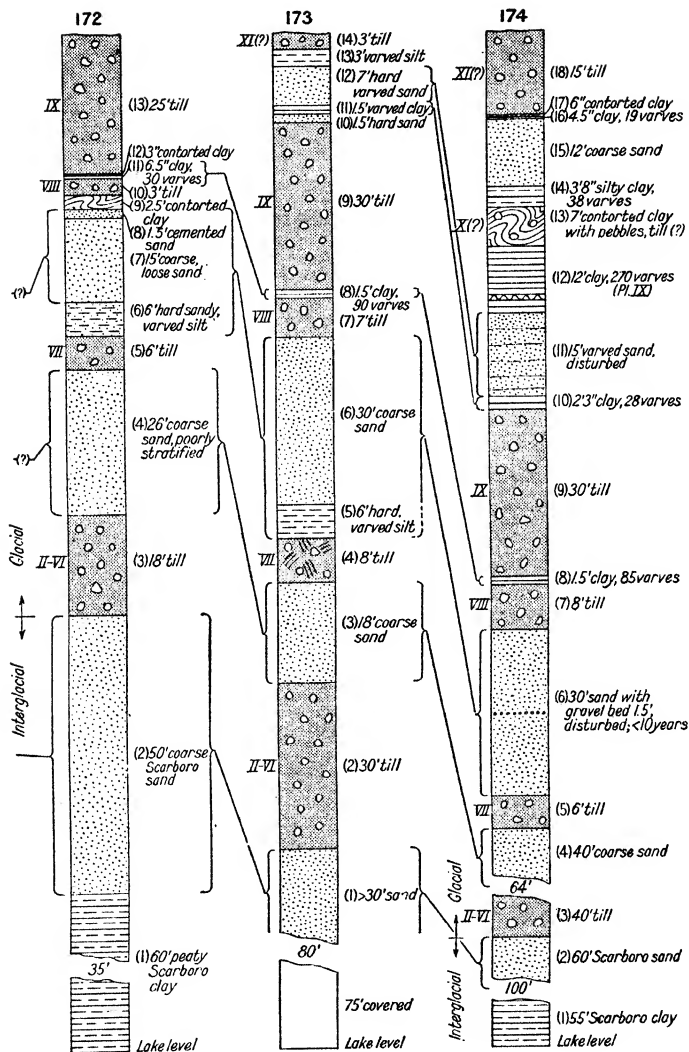 172
IX
(13) 25' till
(12) 3" contorted clay
(11) 6.5" clay,
30 varves
VIII
(10) 3' till
(9) 2.5' contorted
clay
(8) 1.3' cemented
sand
(7) 15' coarse,
loose sand
(?)
(6) 6' hard sandy,
varved silt
VII
(5) 6' till
(4) 26' coarse
sand, poorly
stratified
(?)
II-VI
(3) 18' till
Glacial
Interglacial
(2) 50' coarse
Scarboro
sand
(1) 60' peaty
Scarboro
clay
35'
Lake level
173
XI(?)
(14) 3' till
(13) 3' varved silt
(12) 7' hard
varved sand
(11) 1.5' varved clay
(10) 1.5' hard sand
IX
(9) 30' till
(8) 1.5' clay,
90 varves
VIII
(7) 7' till
(6) 30' coarse
sand
(5) 6' hard,
varved silt
VII
(4) 8' till
(3) 18' coarse
sand
II-VI
(2) 30' till
(1) >30' sand
80'
75' covered
Lake level
174
XII(?)
(18) 15' till
(17) 6" contorted clay
(16) 4.5" clay, 19 varves
(15) 12' coarse sand
(14) 3'8" silty clay,
38 varves
X(?)
(13) 7' contorted clay
with pebbles, till (?)
(12) 12' clay, 270 varves
(Pl. IX)
(11) 15' varved sand,
disturbed
(10) 2'3" clay, 28 varves
IX
(9) 30' till
(8) 1.5' clay, 85 varves
VIII
(7) 8' till
(6) 30' sand with
gravel bed 1.5',
disturbed; <10 years
VII
(5) 6' till
(4) 40' coarse sand
64'
Glacial
II-VI
(3) 40' till
Interglacial
(2) 60' Scarboro sand
100'
(1) 55' Scarboro clay
Lake level